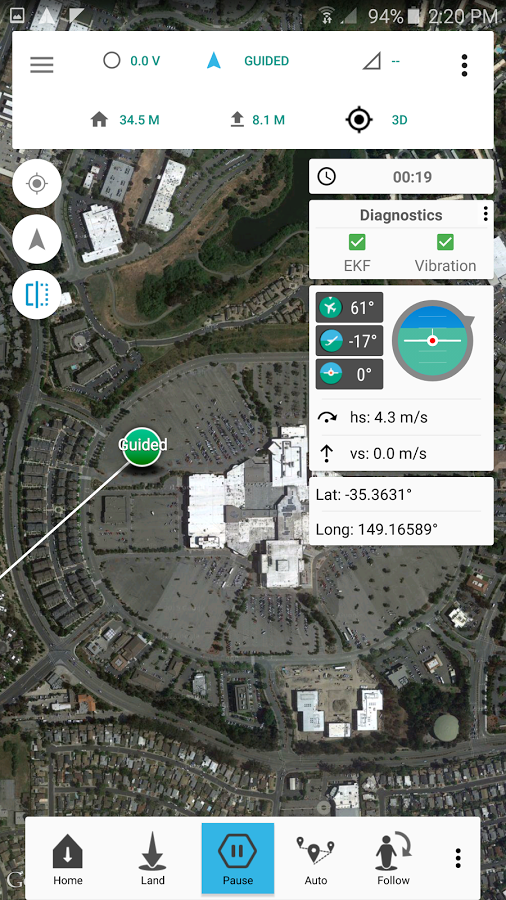 94% 2:20 PM
0.0 V GUIDED --
34.5 M 8.1 M 3D
00:19
Diagnostics
EKF Vibration
61°
-17°
0°
hs: 4.3 m/s
vs: 0.0 m/s
Guided
Lat: -35.3631°
Long: 149.16589°
Home Land Pause Auto Follow